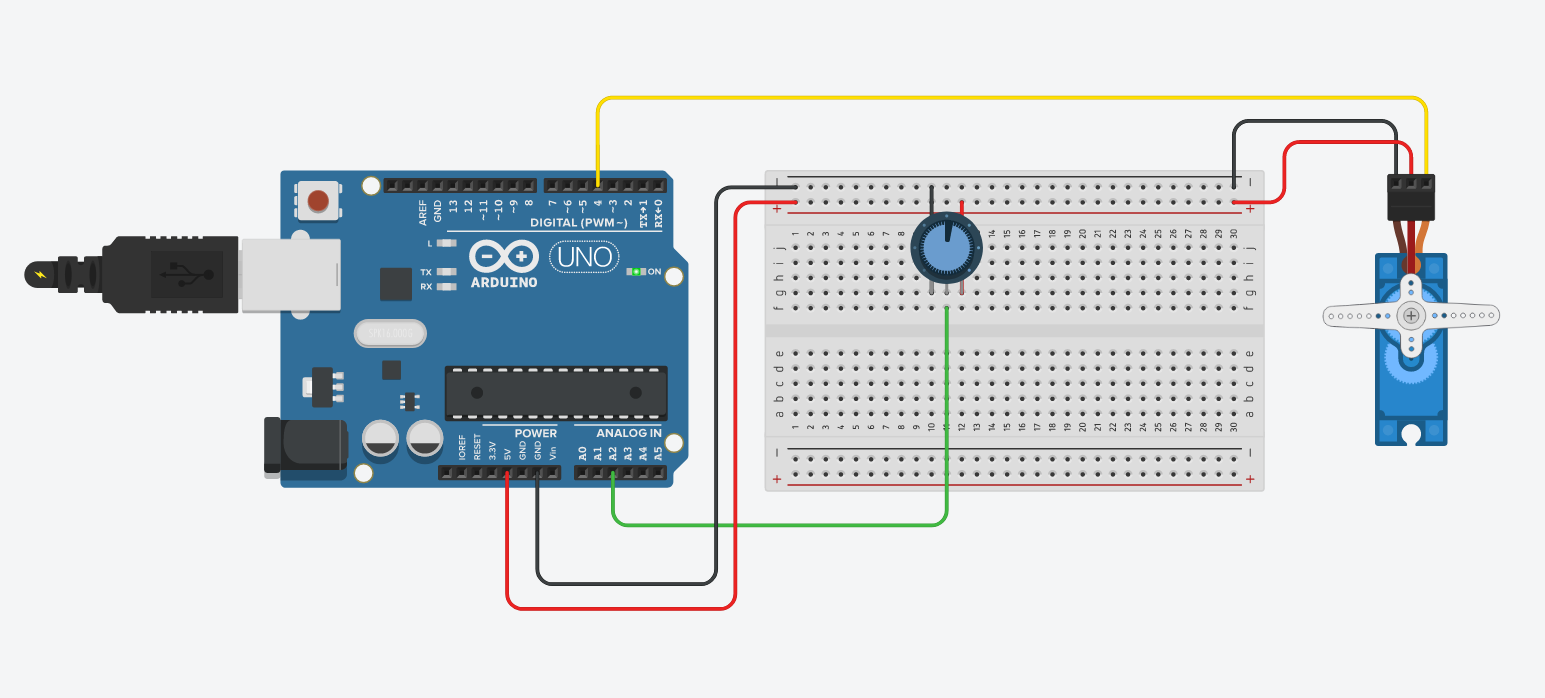 AREF
GND
13
12
~11
~10
~9
8
7
~6
~5
4
~3
2
TX→1
RX←0
DIGITAL (PWM~)
L
TX
RX
UNO
ARDUINO
ON
POWER
ANALOG IN
IOREF
RESET
3.3V
5V
GND
GND
Vin
A0
A1
A2
A3
A4
A5
− −
+ +
1 2 3 4 5 6 7 8 14 15 16 17 18 19 20 21 22 23 24 25 26 27 28 29 30
j j
i i
h h
g g
f f
e e
d d
c c
b b
a a
1 2 3 4 5 6 7 8 9 10 11 12 13 14 15 16 17 18 19 20 21 22 23 24 25 26 27 28 29 30
− −
+ +